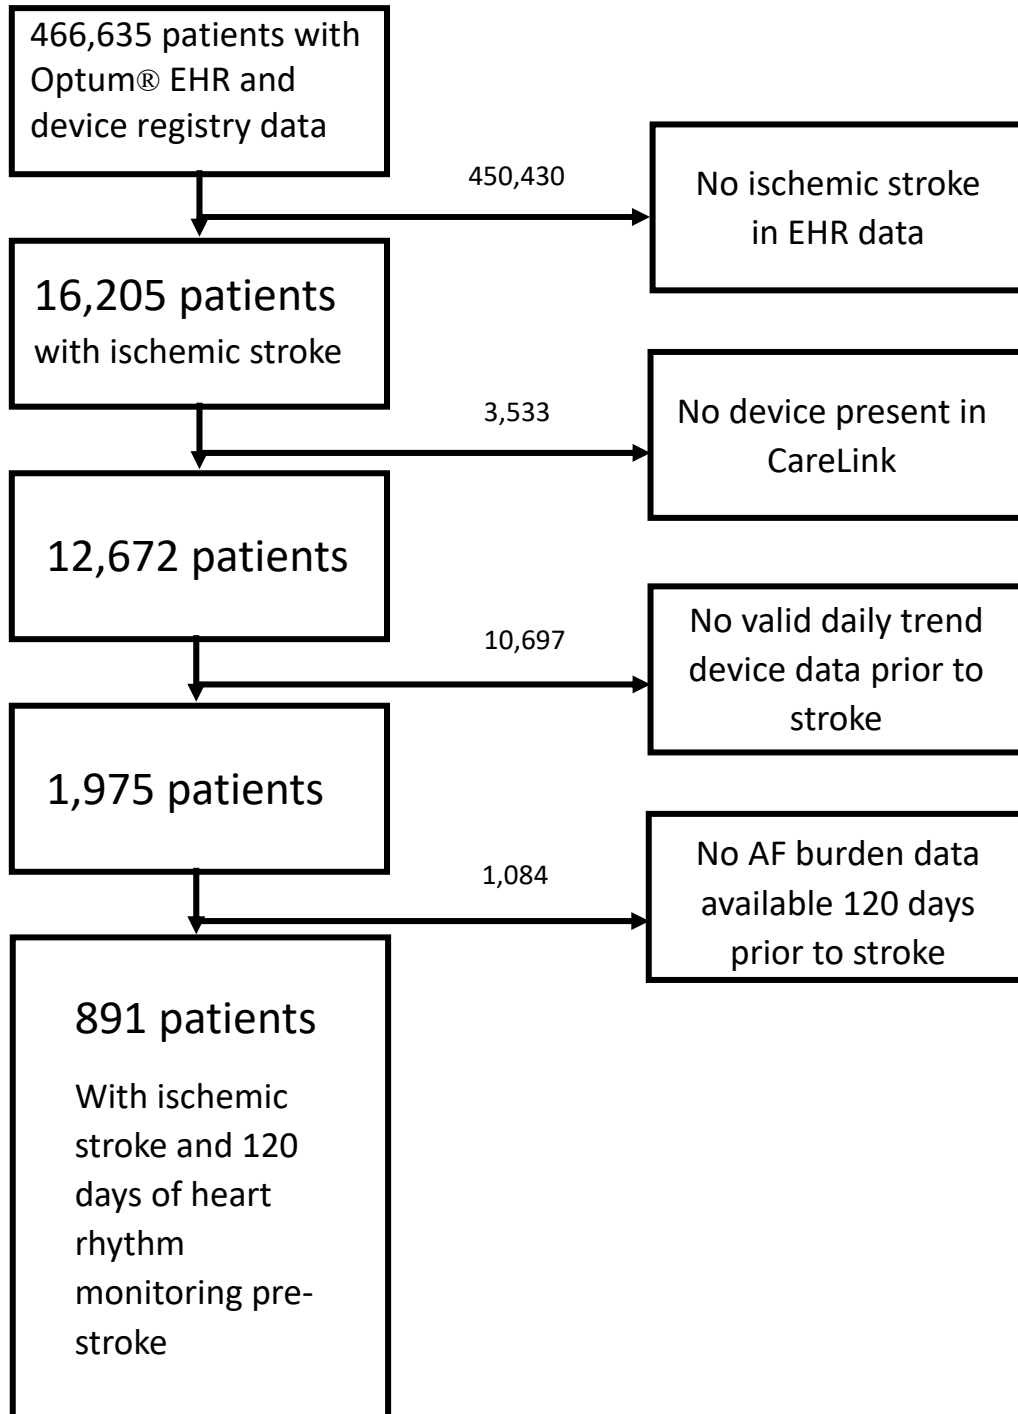 466,635 patients with
Optum® EHR and
device registry data
450,430
No ischemic stroke
in EHR data
16,205 patients
with ischemic stroke
3,533
No device present in
CareLink
12,672 patients
10,697
No valid daily trend
device data prior to
stroke
1,975 patients
1,084
No AF burden data
available 120 days
prior to stroke
891 patients
With ischemic
stroke and 120
days of heart
rhythm
monitoring pre-
stroke